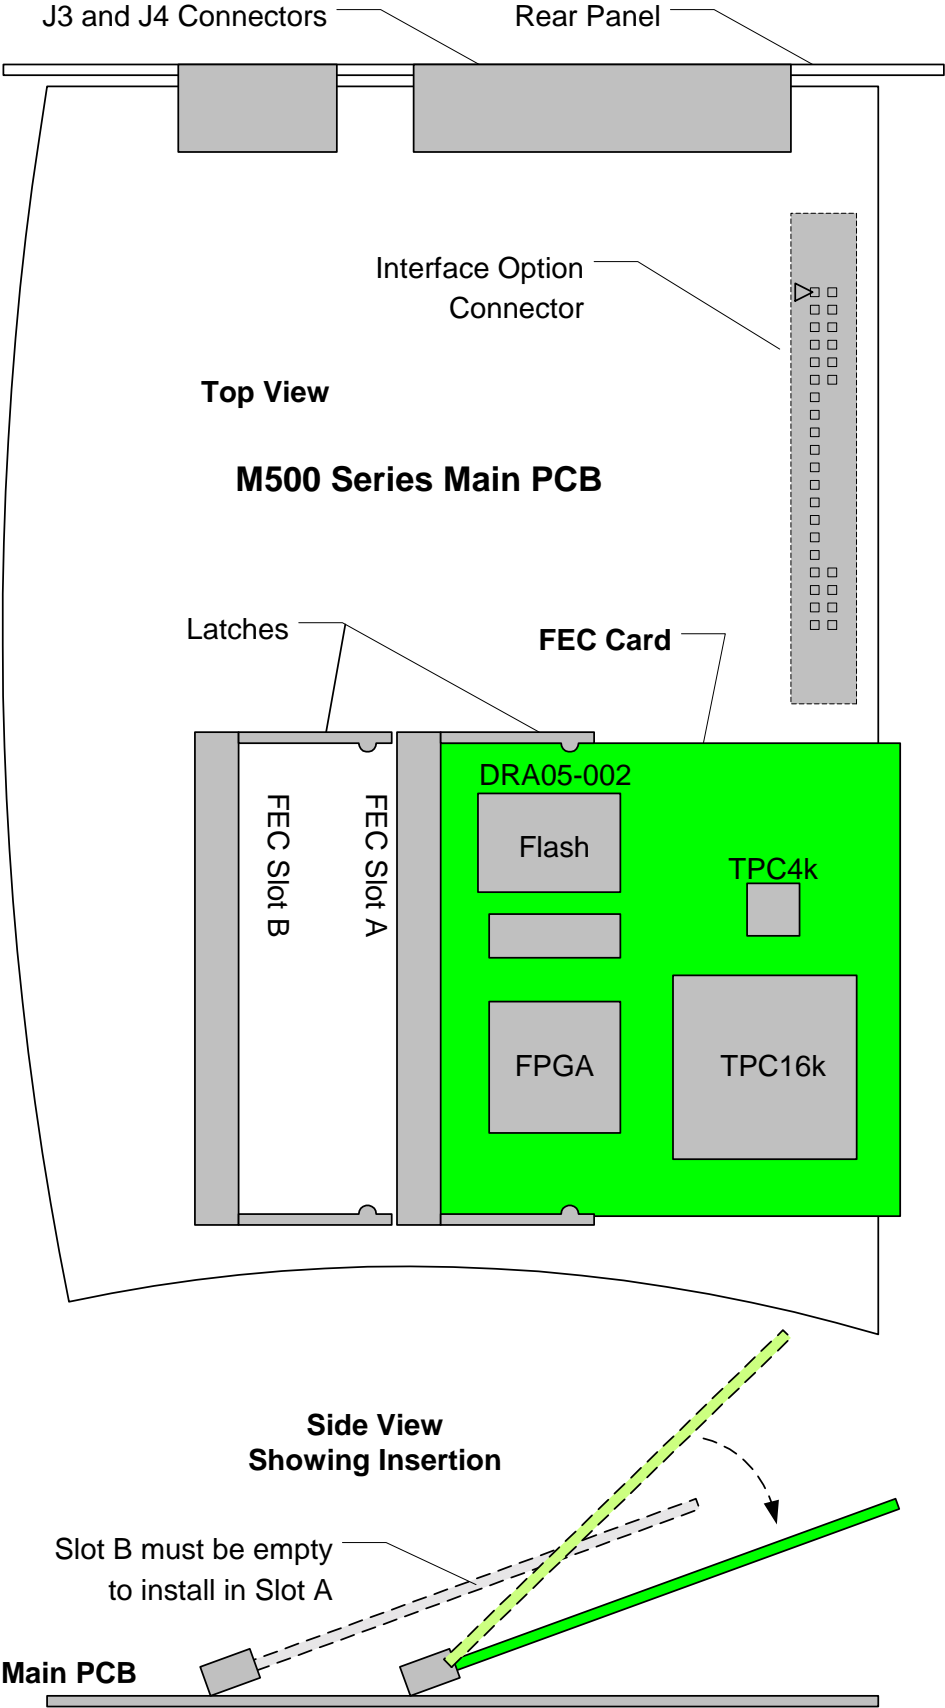 J3 and J4 Connectors
Rear Panel
Interface Option
Connector
Top View
M500 Series Main PCB
Latches
FEC Card
DRA05-002
Flash
TPC4k
FEC Slot B
FEC Slot A
FPGA
TPC16k
Side View
Showing Insertion
Slot B must be empty
to install in Slot A
Main PCB